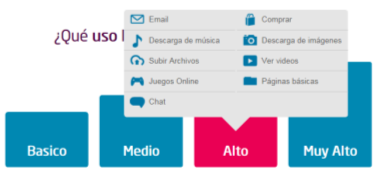 ¿Qué uso
Email
Comprar
Descarga de música
Descarga de imágenes
Subir Archivos
Ver videos
Juegos Online
Páginas básicas
Chat
Basico
Medio
Alto
Muy Alto